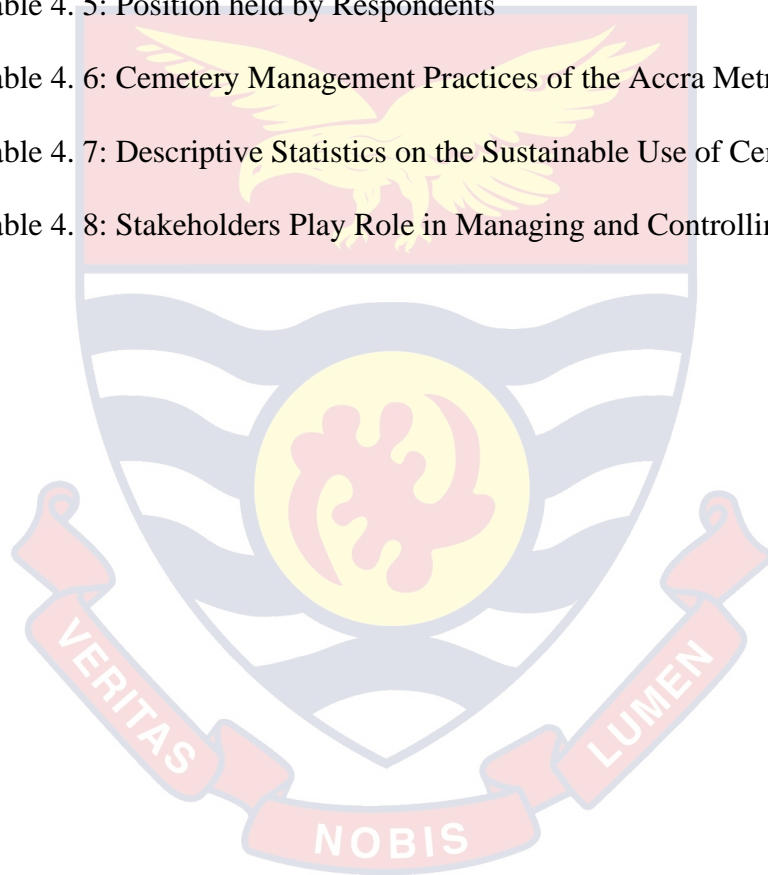 able 4. 5: Position held by Respondents
able 4. 6: Cemetery Management Practices of the Accra Metr
able 4. 7: Descriptive Statistics on the Sustainable Use of Cer
able 4. 8: Stakeholders Play Role in Managing and Controllin
VERITAS
NOBIS
LUMEN